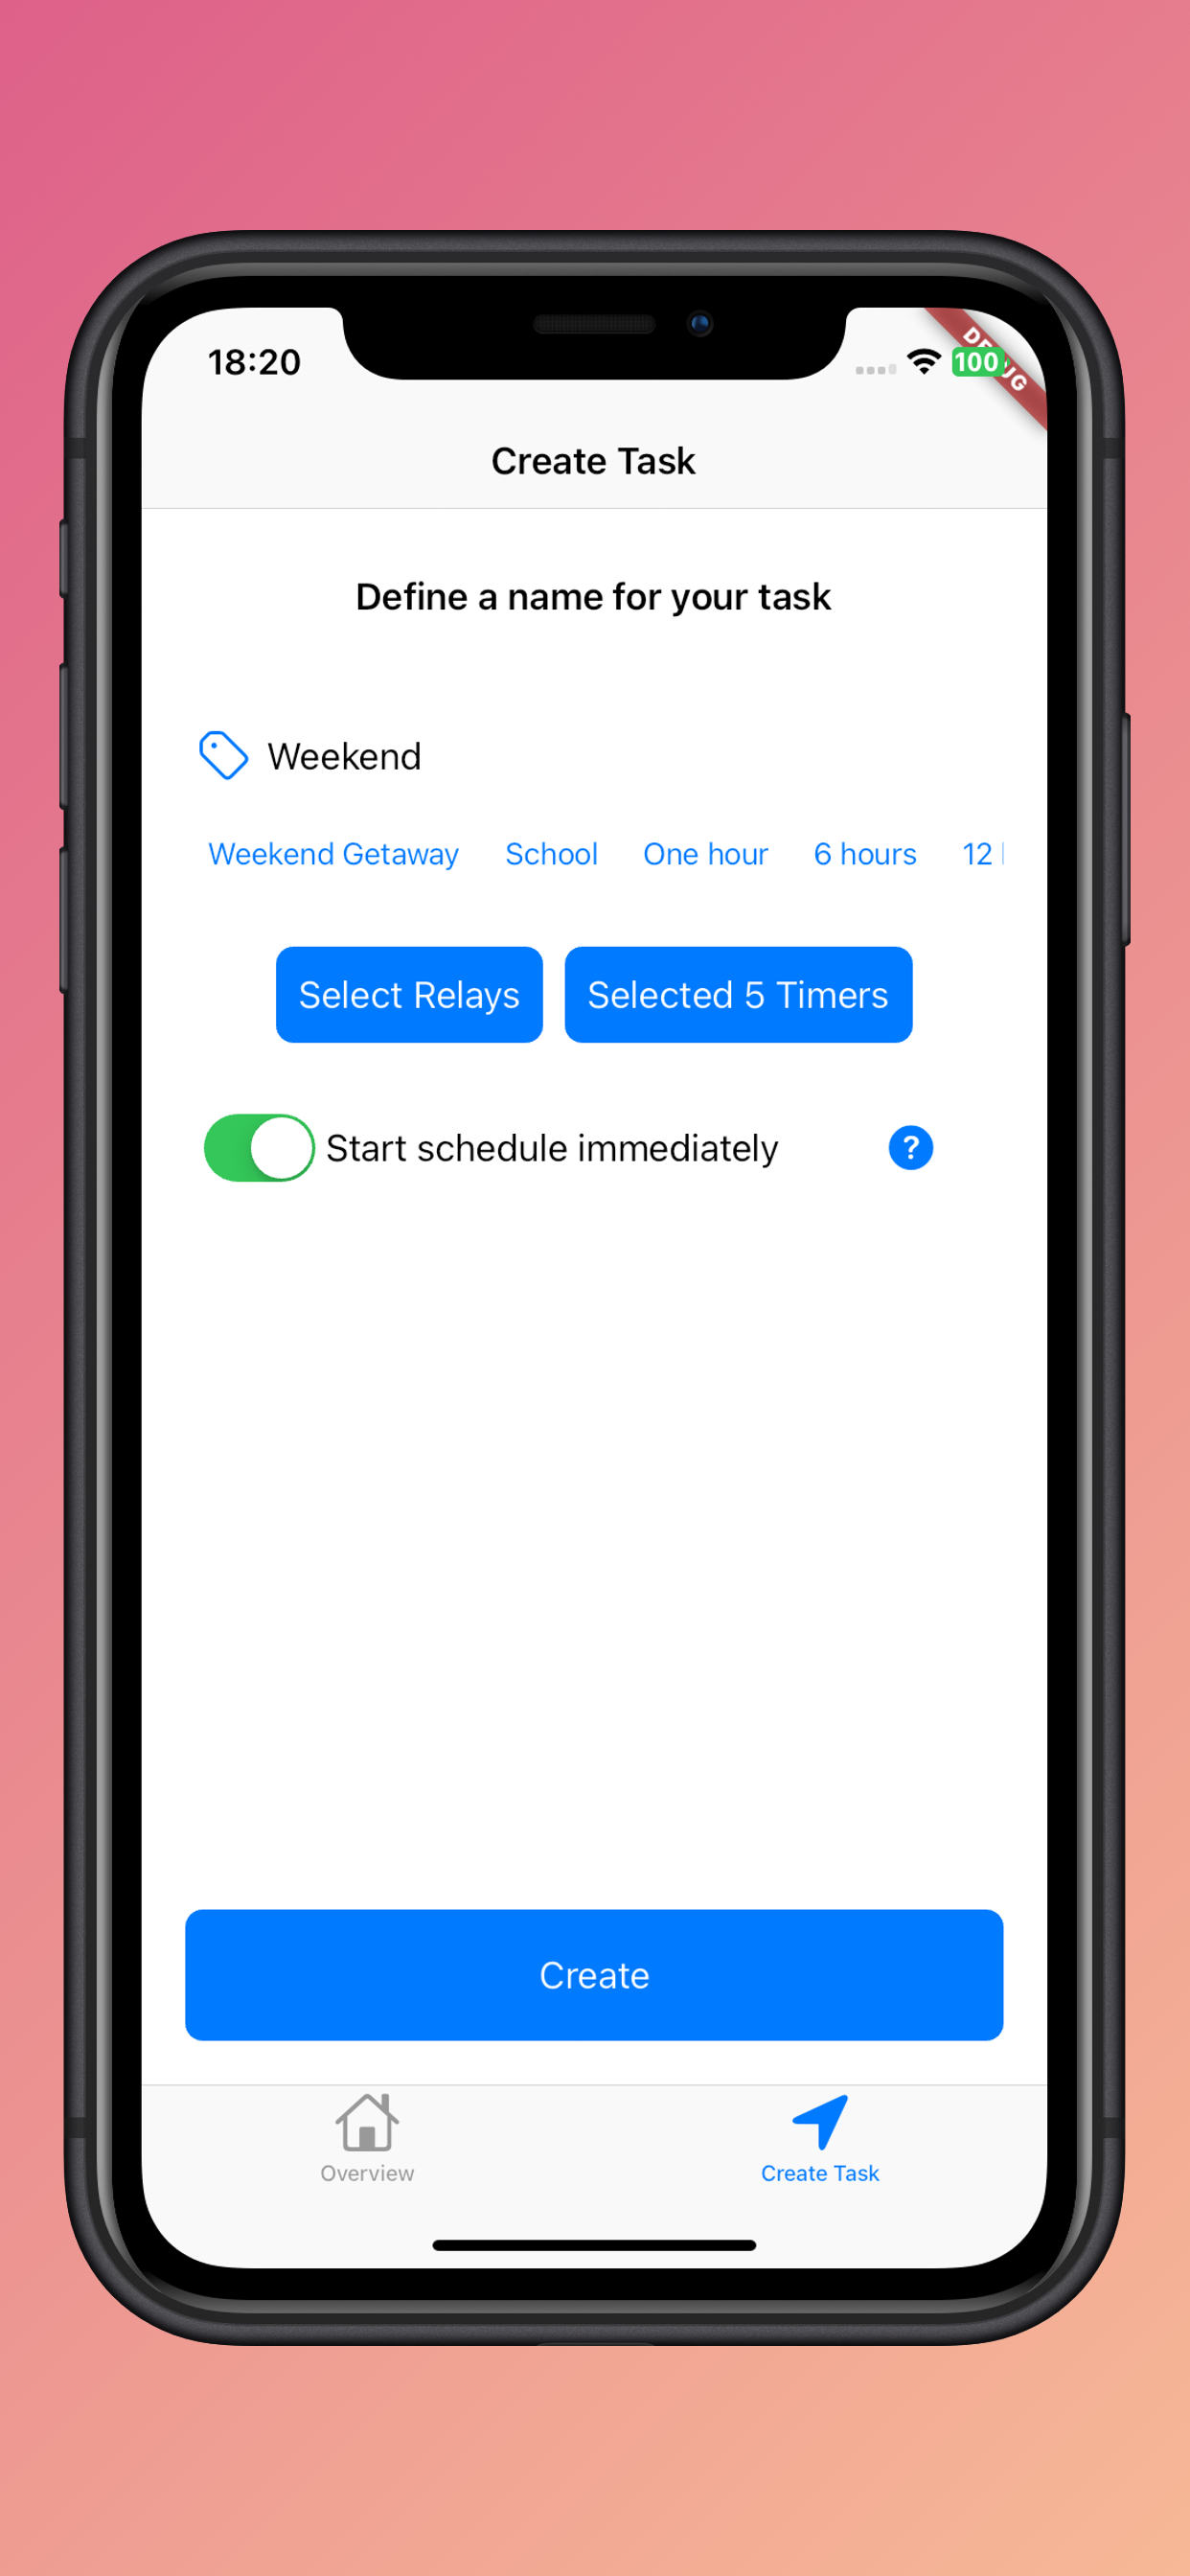 18:20
100
DEBUG
Create Task
Define a name for your task
Weekend
Weekend Getaway School One hour 6 hours 12
Select Relays Selected 5 Timers
Start schedule immediately ?
Create
Overview Create Task